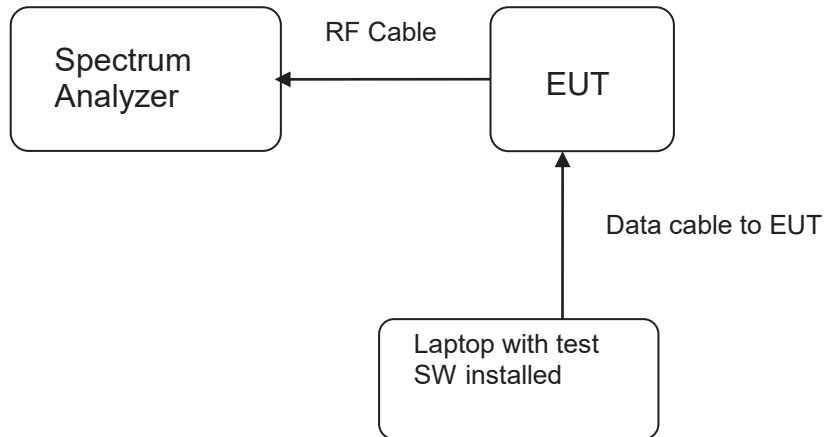 RF Cable
Spectrum
Analyzer
EUT
Data cable to EUT
Laptop with test
SW installed